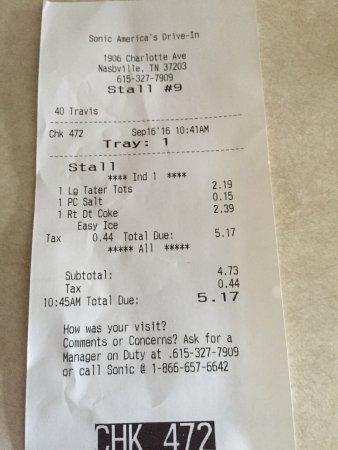 Sonic America's Drive-In
1906 Charlotte Ave
Nashville, TN 37203
615-327-7909
Stall #9
40 Travis
Chk 472 Sep16'16 10:41AM
Tray: 1
Stall
**** Ind 1 ****
1 Lg Tater Tots 2.19
1 PC Salt 0.15
1 Rt Dt Coke 2.39
Easy Ice
Tax 0.44 Total Due: 5.17
***** All *****
Subtotal: 4.73
Tax 0.44
10:45AM Total Due: 5.17
How was your visit?
Comments or Concerns? Ask for a
Manager on Duty at .615-327-7909
or call Sonic @ 1-866-657-6642
CHK 472